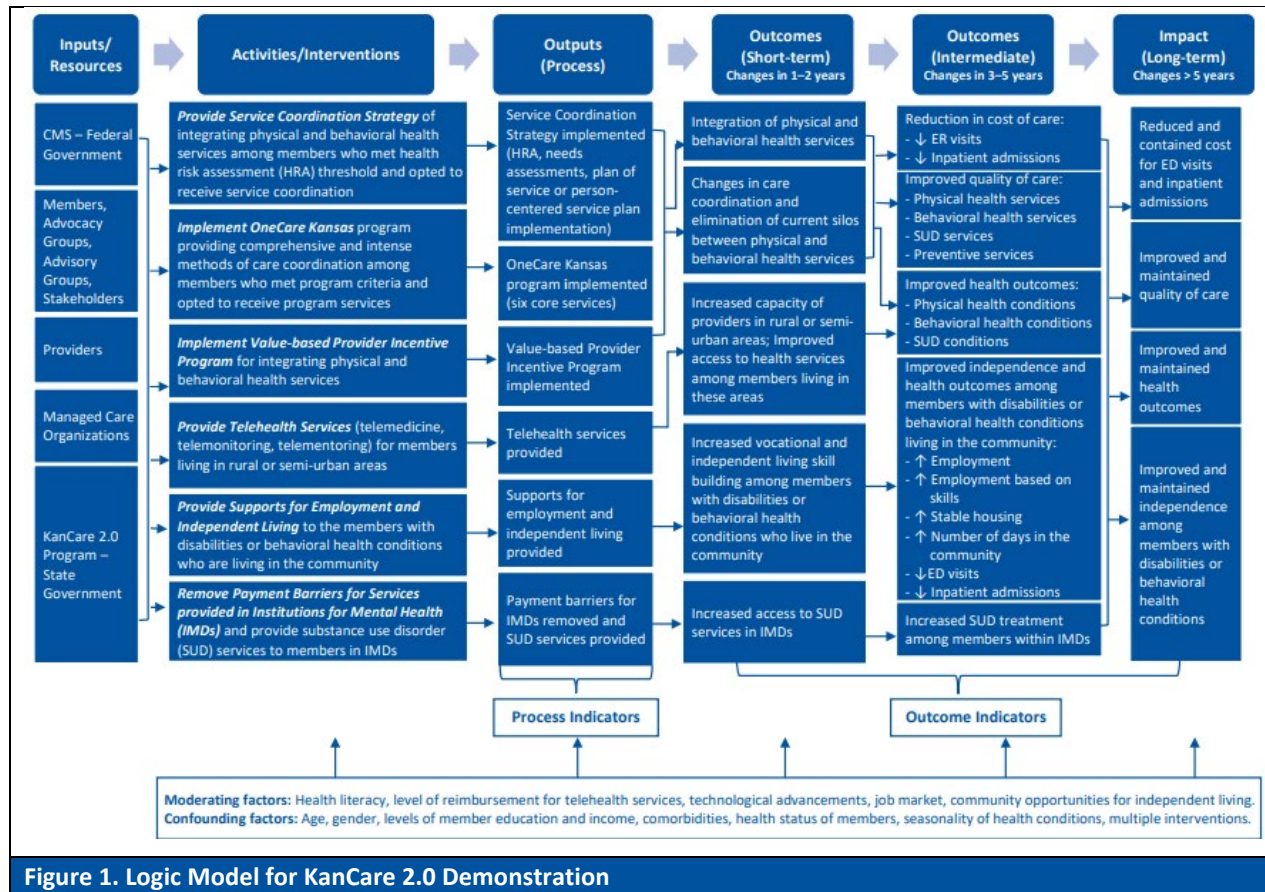 Inputs/
Resources
Activities/Interventions
Outputs
(Process)
Outcomes
(Short-term)
Changes in 1–2 years
Outcomes
(Intermediate)
Changes in 3–5 years
Impact
(Long-term)
Changes > 5 years
CMS – Federal
Government
Members,
Advocacy
Groups,
Advisory
Groups,
Stakeholders
Providers
Managed Care
Organizations
KanCare 2.0
Program –
State
Government
Provide Service Coordination Strategy of
integrating physical and behavioral health
services among members who met health
risk assessment (HRA) threshold and opted to
receive service coordination
Implement OneCare Kansas program
providing comprehensive and intense
methods of care coordination among
members who met program criteria and
opted to receive program services
Implement Value-based Provider Incentive
Program for integrating physical and
behavioral health services
Provide Telehealth Services (telemedicine,
telemonitoring, telementoring) for members
living in rural or semi-urban areas
Provide Supports for Employment and
Independent Living to the members with
disabilities or behavioral health conditions
who are living in the community
Remove Payment Barriers for Services
provided in Institutions for Mental Health
(IMDs) and provide substance use disorder
(SUD) services to members in IMDs
Service Coordination
Strategy implemented
(HRA, needs
assessments, plan of
service or person-
centered service plan
implementation)
OneCare Kansas
program implemented
(six core services)
Value-based Provider
Incentive Program
implemented
Telehealth services
provided
Supports for
employment and
independent living
provided
Payment barriers for
IMDs removed and
SUD services provided
Integration of physical and
behavioral health services
Changes in care
coordination and
elimination of current silos
between physical and
behavioral health services
Increased capacity of
providers in rural or semi-
urban areas; Improved
access to health services
among members living in
these areas
Increased vocational and
independent living skill
building among members
with disabilities or
behavioral health
conditions who live in the
community
Increased access to SUD
services in IMDs
Reduction in cost of care:
- ↓ ER visits
- ↓ Inpatient admissions
Improved quality of care:
- Physical health services
- Behavioral health services
- SUD services
- Preventive services
Improved health outcomes:
- Physical health conditions
- Behavioral health conditions
- SUD conditions
Improved independence and
health outcomes among
members with disabilities or
behavioral health conditions
living in the community:
- ↑ Employment
- ↑ Employment based on
skills
- ↑ Stable housing
- ↑ Number of days in the
community
- ↓ED visits
- ↓ Inpatient admissions
Increased SUD treatment
among members within IMDs
Reduced and
contained cost
for ED visits
and inpatient
admissions
Improved and
maintained
quality of care
Improved and
maintained
health
outcomes
Improved and
maintained
independence
among
members with
disabilities or
behavioral
health
conditions
Process Indicators
Outcome Indicators
Moderating factors: Health literacy, level of reimbursement for telehealth services, technological advancements, job market, community opportunities for independent living.
Confounding factors: Age, gender, levels of member education and income, comorbidities, health status of members, seasonality of health conditions, multiple interventions.
Figure 1. Logic Model for KanCare 2.0 Demonstration